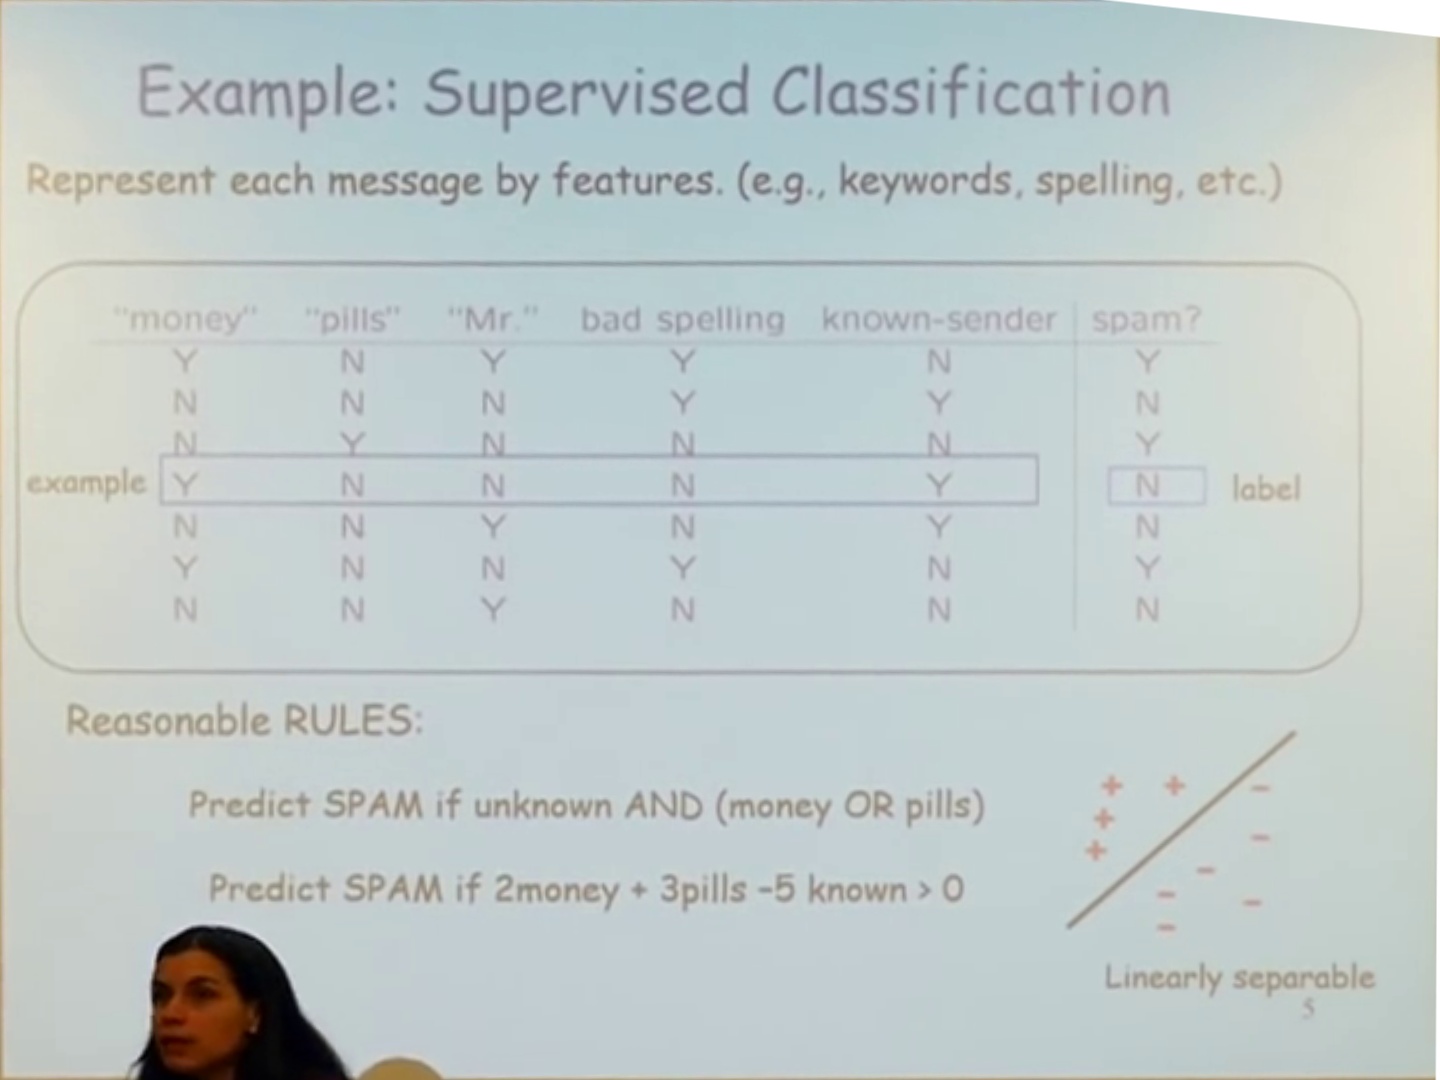 Example: Supervised Classification
Represent each message by features. (e.g., keywords, spelling, etc.)
"money" "pills" "Mr." bad spelling known-sender spam?
Y N Y Y N Y
N N N Y Y N
N Y N N N Y
example Y N N N Y N label
N N Y N Y N
Y N N Y N Y
N N Y N N N
Reasonable RULES:
Predict SPAM if unknown AND (money OR pills)
Predict SPAM if 2money + 3pills -5 known > 0
Linearly separable
5